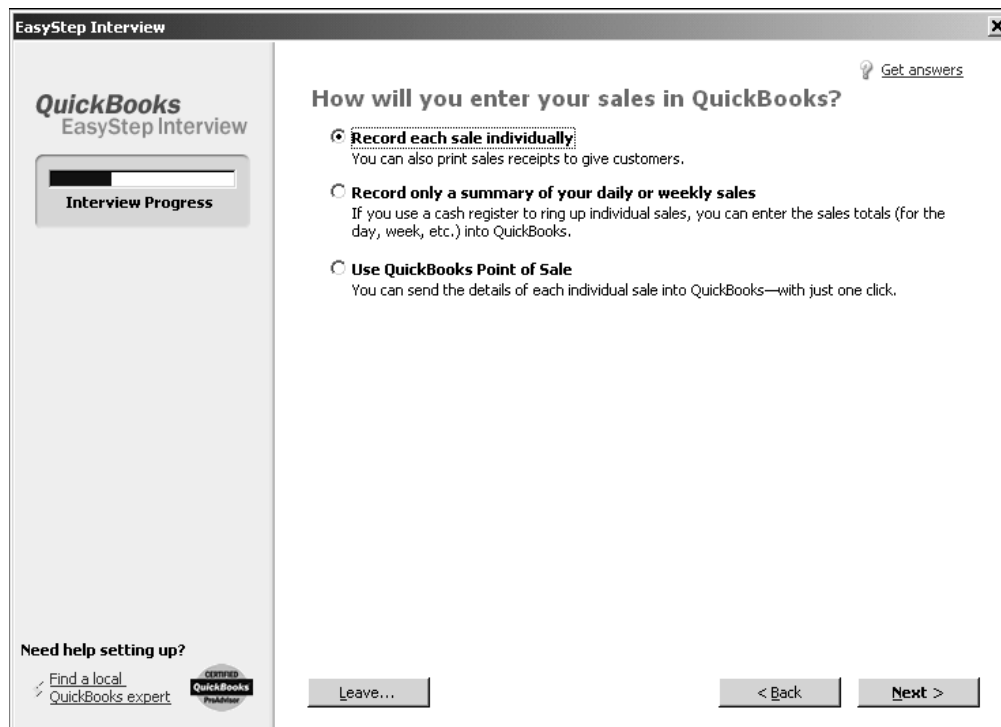 EasyStep Interview
X
QuickBooks
EasyStep Interview
Interview Progress
Need help setting up?
Find a local
QuickBooks expert
CERTIFIED
QuickBooks
ProAdvisor
Get answers
How will you enter your sales in QuickBooks?
Record each sale individually
You can also print sales receipts to give customers.
Record only a summary of your daily or weekly sales
If you use a cash register to ring up individual sales, you can enter the sales totals (for the
day, week, etc.) into QuickBooks.
Use QuickBooks Point of Sale
You can send the details of each individual sale into QuickBooks—with just one click.
Leave...
< Back
Next >